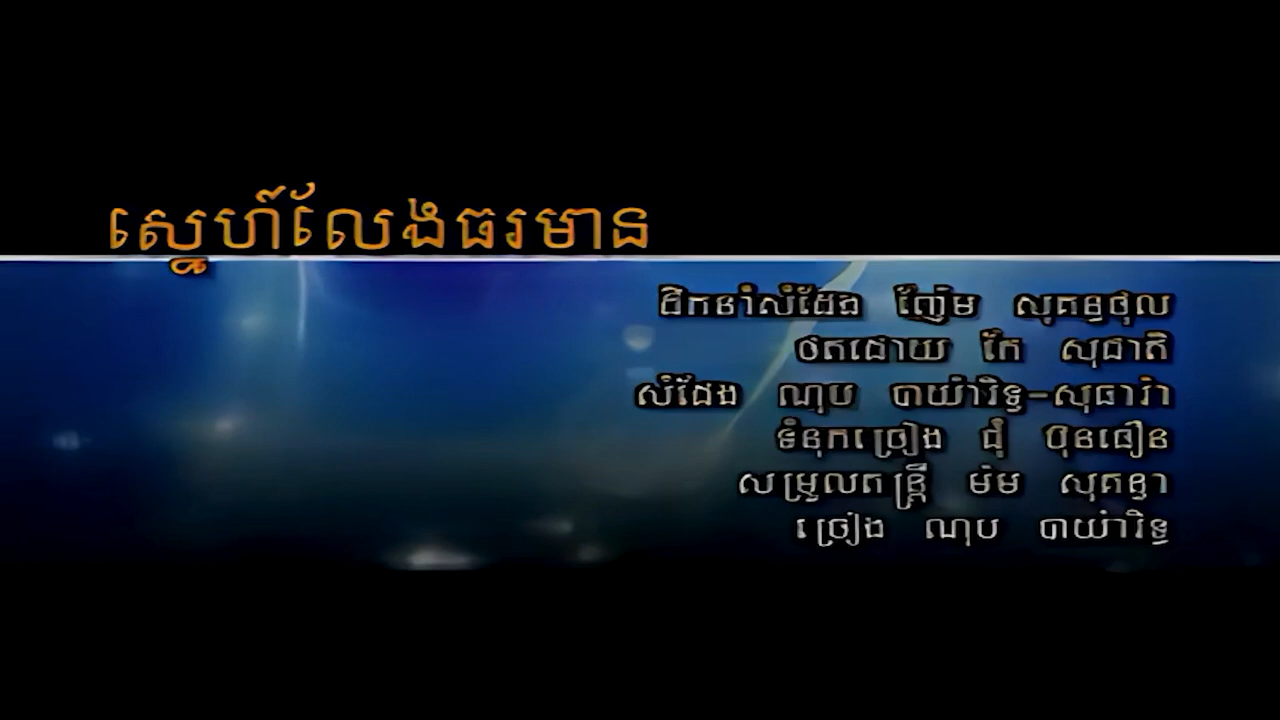 ស្នេហ៍លែងធរមាន
ដឹកនាំសំដែង ញ៉ែម សុគន្ធថុល
ថតដោយ កែ សុជាតិ
សំដែង ណុប បាយ៉ារិទ្ធ-សុធាវ៉ា
ទំនុកច្រៀង ជុំ ប៊ុនធឿន
សម្រួលតន្ត្រី ម៉ម សុគន្ធា
ច្រៀង ណុប បាយ៉ារិទ្ធ